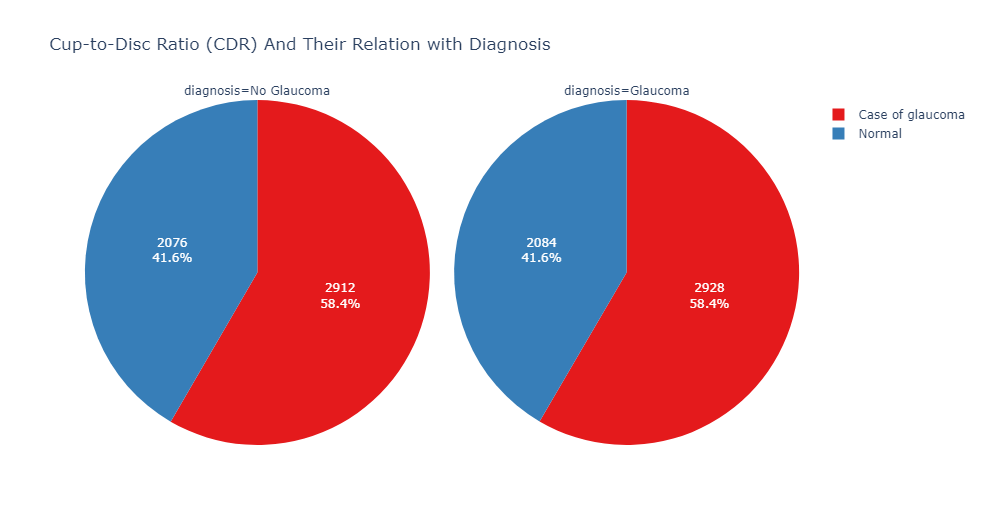 Cup-to-Disc Ratio (CDR) And Their Relation with Diagnosis
diagnosis=No Glaucoma
diagnosis=Glaucoma
Case of glaucoma
Normal
2076
41.6%
2912
58.4%
2084
41.6%
2928
58.4%